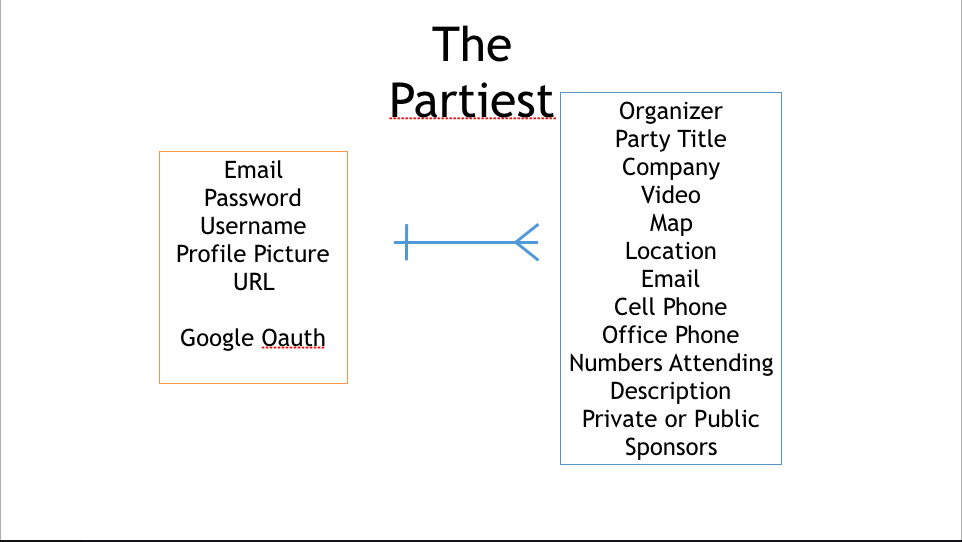 The
Partiest
Email
Password
Username
Profile Picture
URL
Google Oauth
Organizer
Party Title
Company
Video
Map
Location
Email
Cell Phone
Office Phone
Numbers Attending
Description
Private or Public
Sponsors